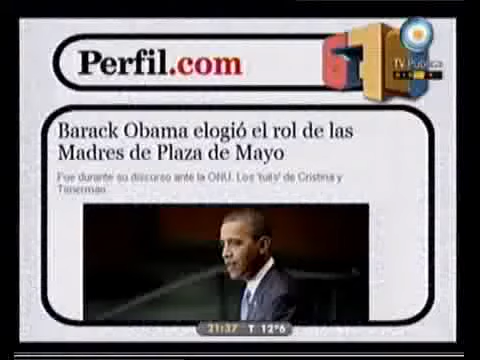 Perfil.com
678
TV Pública
Barack Obama elogió el rol de las
Madres de Plaza de Mayo
Fue durante su discurso ante la ONU. Los 'tuits' de Cristina y
Timerman
21:37 T 12°6